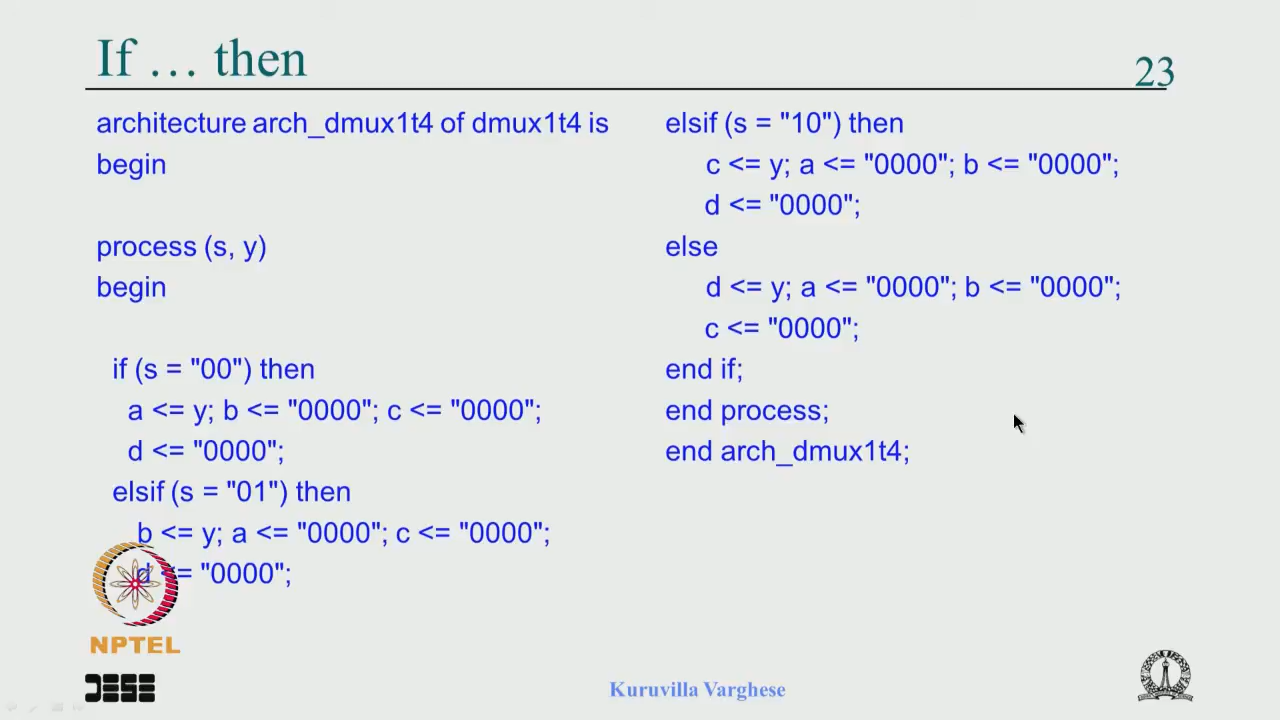 If … then
23
architecture arch_dmux1t4 of dmux1t4 is
begin
process (s, y)
begin
if (s = "00") then
a <= y; b <= "0000"; c <= "0000";
d <= "0000";
elsif (s = "01") then
b <= y; a <= "0000"; c <= "0000";
d <= "0000";
elsif (s = "10") then
c <= y; a <= "0000"; b <= "0000";
d <= "0000";
else
d <= y; a <= "0000"; b <= "0000";
c <= "0000";
end if;
end process;
end arch_dmux1t4;
NPTEL
DESE
Kuruvilla Varghese